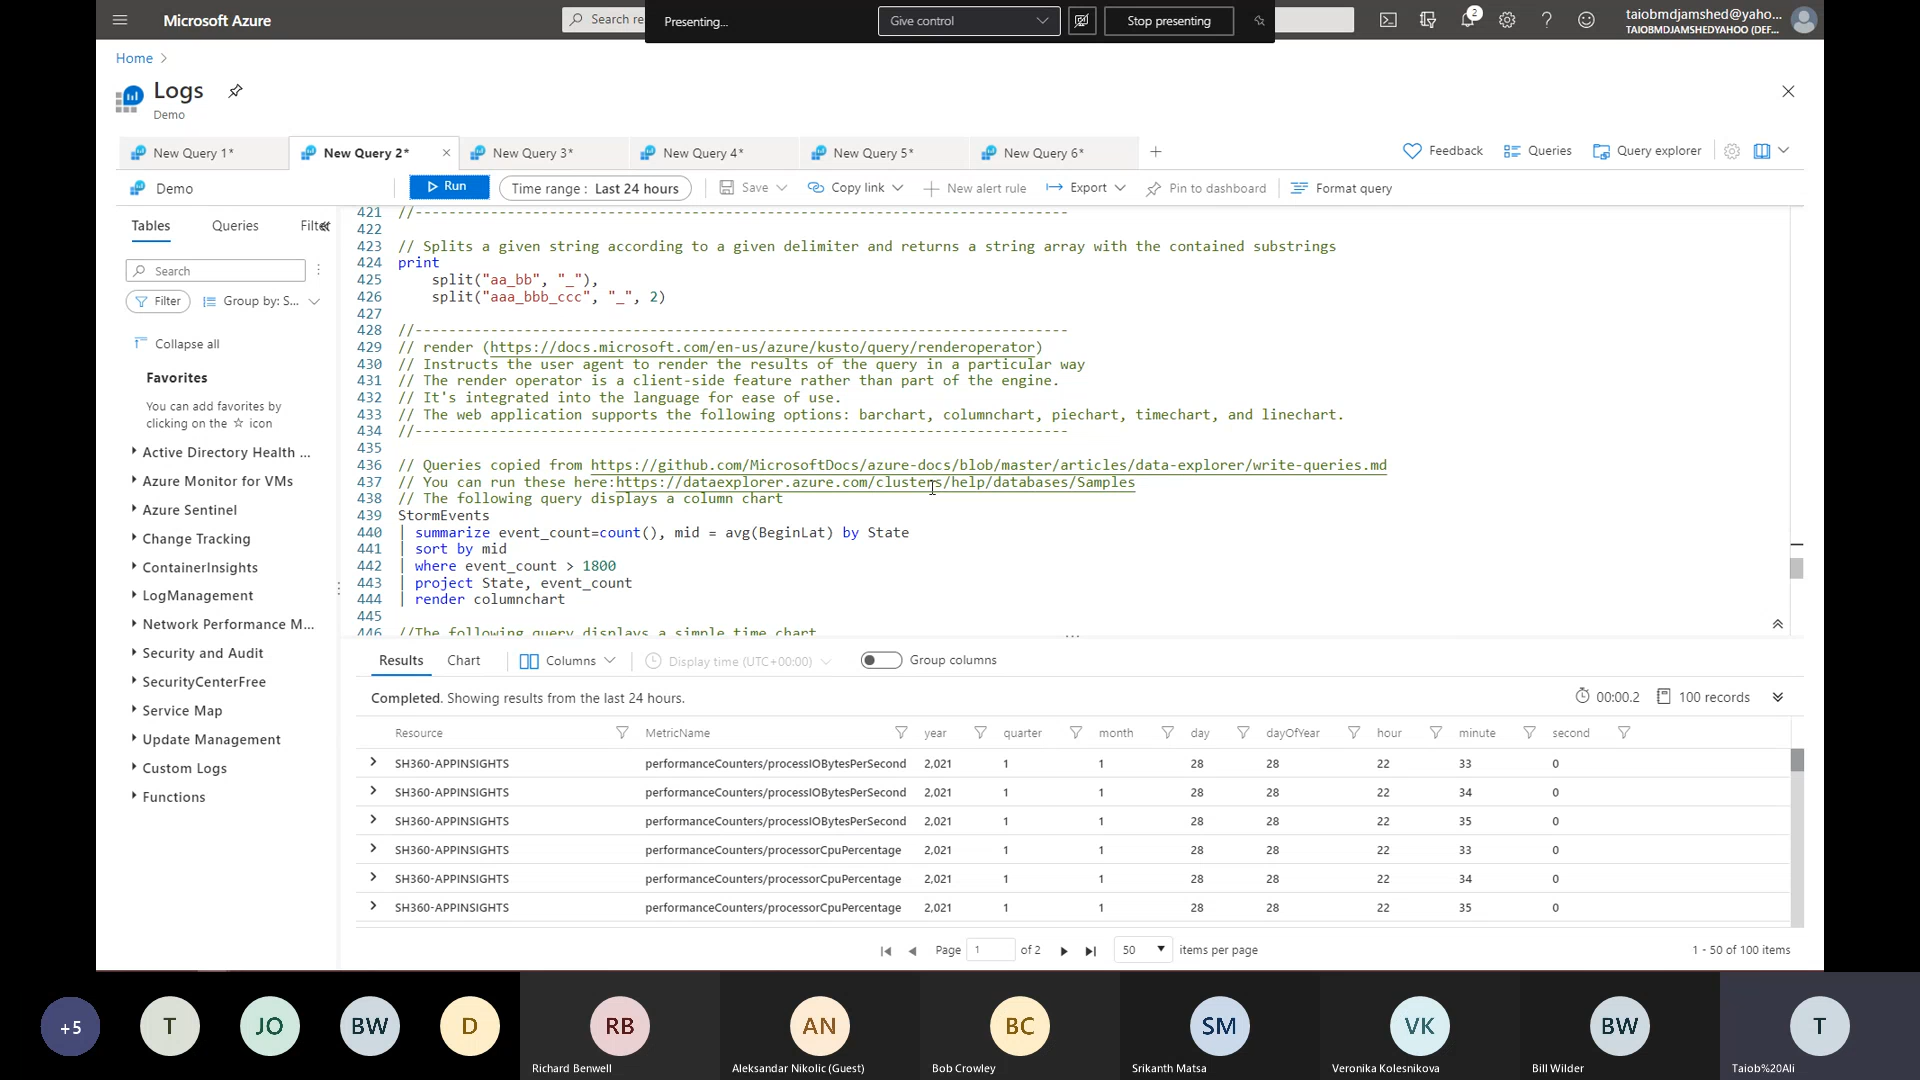 Microsoft Azure
Search re
Presenting...
Give control
Stop presenting
2
taiobmdjamshed@yaho...
TAIOBMDJAMSHEDYAHOO (DEF...
Home
Logs
Demo
New Query 1*
New Query 2*
New Query 3*
New Query 4*
New Query 5*
New Query 6*
Feedback
Queries
Query explorer
Demo
Run
Time range : Last 24 hours
Save
Copy link
New alert rule
Export
Pin to dashboard
Format query
Tables
Queries
Filter
Search
Filter
Group by: S...
Collapse all
Favorites
You can add favorites by
clicking on the ☆ icon
Active Directory Health ...
Azure Monitor for VMs
Azure Sentinel
Change Tracking
ContainerInsights
LogManagement
Network Performance M...
Security and Audit
SecurityCenterFree
Service Map
Update Management
Custom Logs
Functions
421 //-------------------------------------------------------------------------------
422
423 // Splits a given string according to a given delimiter and returns a string array with the contained substrings
424 print
425     split("aa_bb", "_"),
426     split("aaa_bbb_ccc", "_", 2)
427
428 //-------------------------------------------------------------------------------
429 // render (https://docs.microsoft.com/en-us/azure/kusto/query/renderoperator)
430 // Instructs the user agent to render the results of the query in a particular way
431 // The render operator is a client-side feature rather than part of the engine.
432 // It's integrated into the language for ease of use.
433 // The web application supports the following options: barchart, columnchart, piechart, timechart, and linechart.
434 //-------------------------------------------------------------------------------
435
436 // Queries copied from https://github.com/MicrosoftDocs/azure-docs/blob/master/articles/data-explorer/write-queries.md
437 // You can run these here:https://dataexplorer.azure.com/clusters/help/databases/Samples
438 // The following query displays a column chart
439 StormEvents
440 | summarize event_count=count(), mid = avg(BeginLat) by State
441 | sort by mid
442 | where event_count > 1800
443 | project State, event_count
444 | render columnchart
445
446 //The following query displays a simple time chart
Results
Chart
Columns
Display time (UTC+00:00)
Group columns
Completed. Showing results from the last 24 hours.
00:00.2
100 records
Resource MetricName year quarter month day dayOfYear hour minute second
SH360-APPINSIGHTS performanceCounters/processIOBytesPerSecond 2,021 1 1 28 28 22 33 0
SH360-APPINSIGHTS performanceCounters/processIOBytesPerSecond 2,021 1 1 28 28 22 34 0
SH360-APPINSIGHTS performanceCounters/processIOBytesPerSecond 2,021 1 1 28 28 22 35 0
SH360-APPINSIGHTS performanceCounters/processorCpuPercentage 2,021 1 1 28 28 22 33 0
SH360-APPINSIGHTS performanceCounters/processorCpuPercentage 2,021 1 1 28 28 22 34 0
SH360-APPINSIGHTS performanceCounters/processorCpuPercentage 2,021 1 1 28 28 22 35 0
Page 1 of 2
50 items per page
1 - 50 of 100 items
+5
T
JO
BW
D
RB
Richard Benwell
AN
Aleksandar Nikolic (Guest)
BC
Bob Crowley
SM
Srikanth Matsa
VK
Veronika Kolesnikova
BW
Bill Wilder
T
Taiob%20Ali